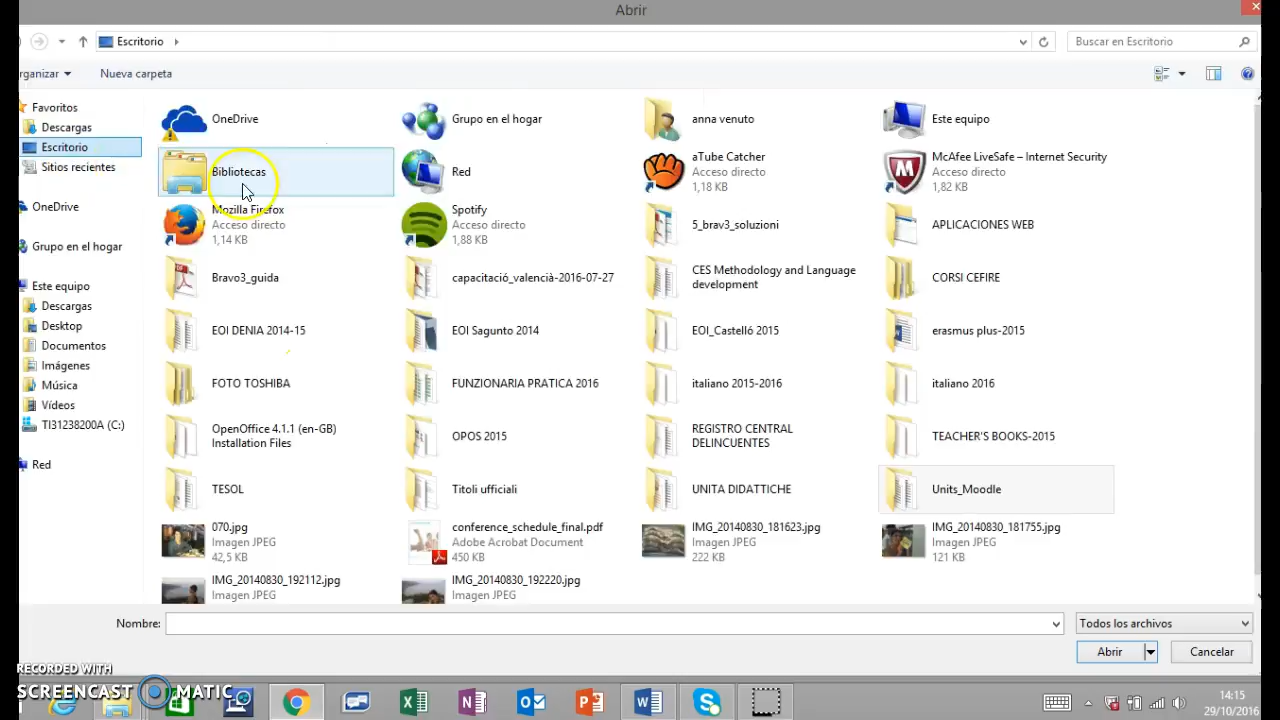 Abrir
Escritorio
Buscar en Escritorio
rganizar
Nueva carpeta
Favoritos
Descargas
Escritorio
Sitios recientes
OneDrive
Grupo en el hogar
Este equipo
Descargas
Desktop
Documentos
Imágenes
Música
Vídeos
TI31238200A (C:)
Red
OneDrive
Grupo en el hogar
anna venuto
Este equipo
Bibliotecas
Red
aTube Catcher
Acceso directo
1,18 KB
McAfee LiveSafe – Internet Security
Acceso directo
1,82 KB
Mozilla Firefox
Acceso directo
1,14 KB
Spotify
Acceso directo
1,88 KB
5_brav3_soluzioni
APLICACIONES WEB
Bravo3_guida
capacitació_valencià-2016-07-27
CES Methodology and Language
development
CORSI CEFIRE
EOI DENIA 2014-15
EOI Sagunto 2014
EOI_Castelló 2015
erasmus plus-2015
FOTO TOSHIBA
FUNZIONARIA PRATICA 2016
italiano 2015-2016
italiano 2016
OpenOffice 4.1.1 (en-GB)
Installation Files
OPOS 2015
REGISTRO CENTRAL
DELINCUENTES
TEACHER'S BOOKS-2015
TESOL
Titoli ufficiali
UNITA DIDATTICHE
Units_Moodle
070.jpg
Imagen JPEG
42,5 KB
conference_schedule_final.pdf
Adobe Acrobat Document
450 KB
IMG_20140830_181623.jpg
Imagen JPEG
222 KB
IMG_20140830_181755.jpg
Imagen JPEG
121 KB
IMG_20140830_192112.jpg
Imagen JPEG
IMG_20140830_192220.jpg
Imagen JPEG
Nombre:
Todos los archivos
Abrir
Cancelar
RECORDED WITH
SCREENCAST MATIC
14:15
29/10/2016